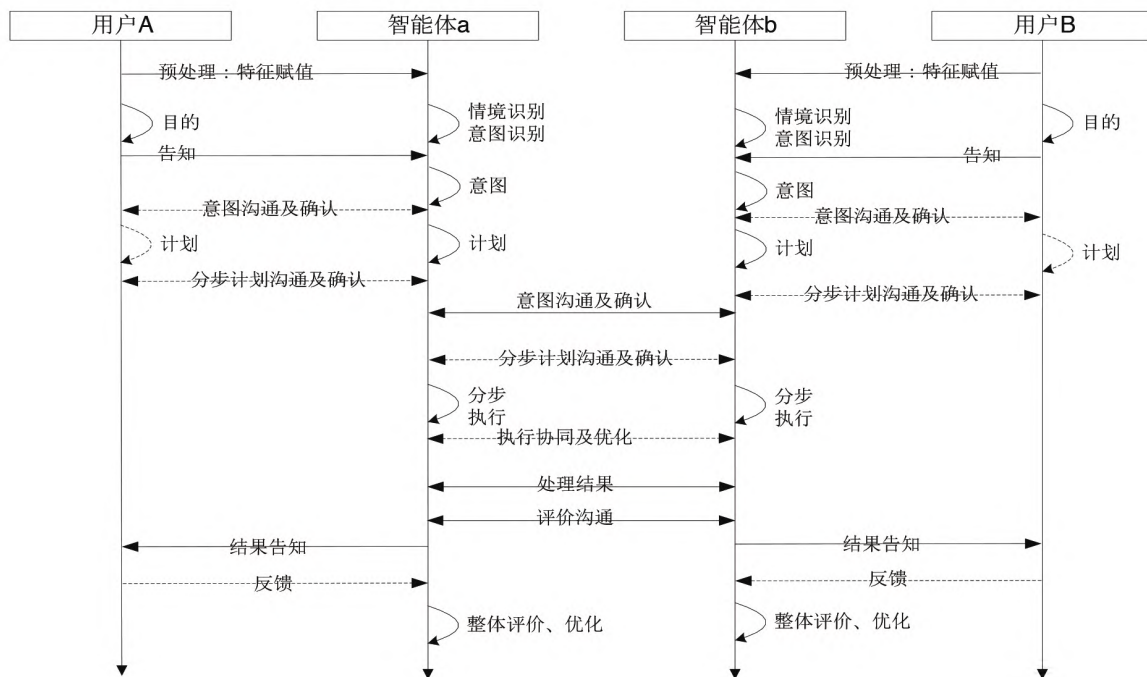 用户A
智能体a
智能体b
用户B
预处理：特征赋值
预处理：特征赋值
目的
情境识别
意图识别
情境识别
意图识别
目的
告知
告知
意图
意图
意图沟通及确认
意图沟通及确认
计划
计划
计划
计划
分步计划沟通及确认
分步计划沟通及确认
意图沟通及确认
分步计划沟通及确认
分步
执行
分步
执行
执行协同及优化
处理结果
评价沟通
结果告知
结果告知
反馈
反馈
整体评价、优化
整体评价、优化